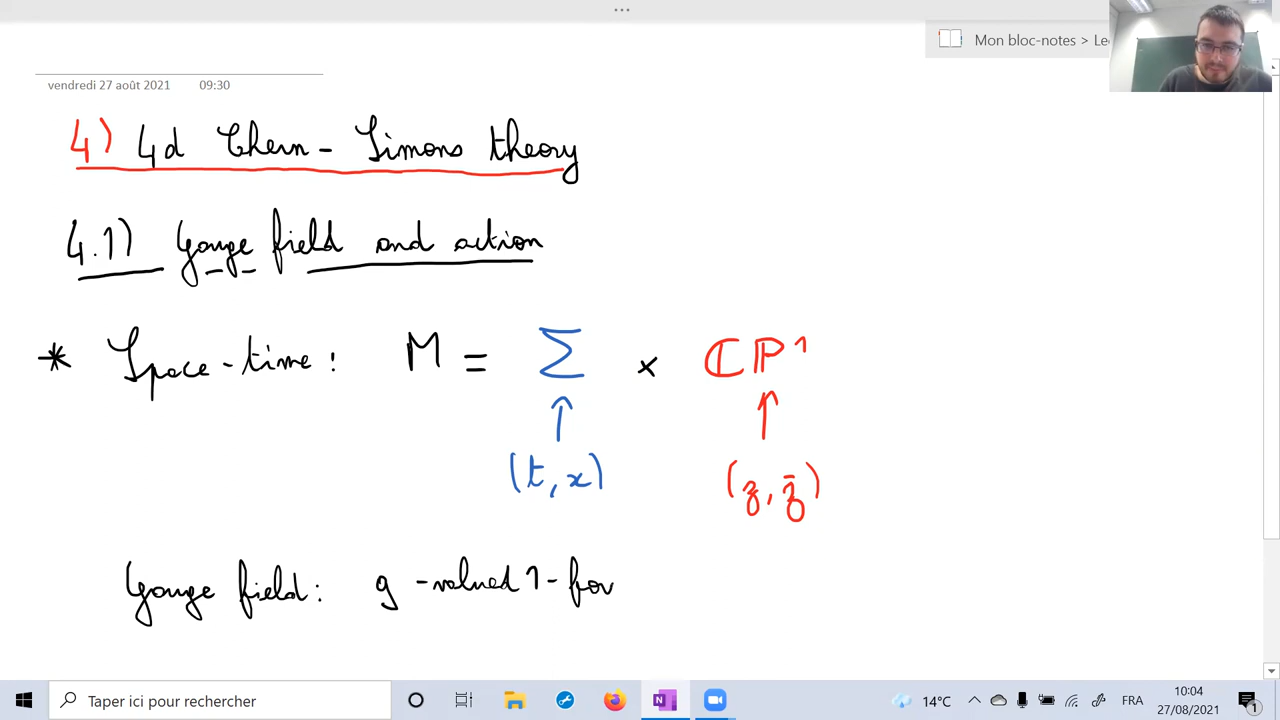 Mon bloc-notes > Le
vendredi 27 août 2021 09:30
4) 4d Chern-Simons theory
4.1) Gauge field and action
* Space-time: M = Σ × ℂℙ¹
↑ ↑
(t, x) (z, z̄)
Gauge field: g-valued 1-for
Taper ici pour rechercher
14°C
FRA
10:04
27/08/2021
1